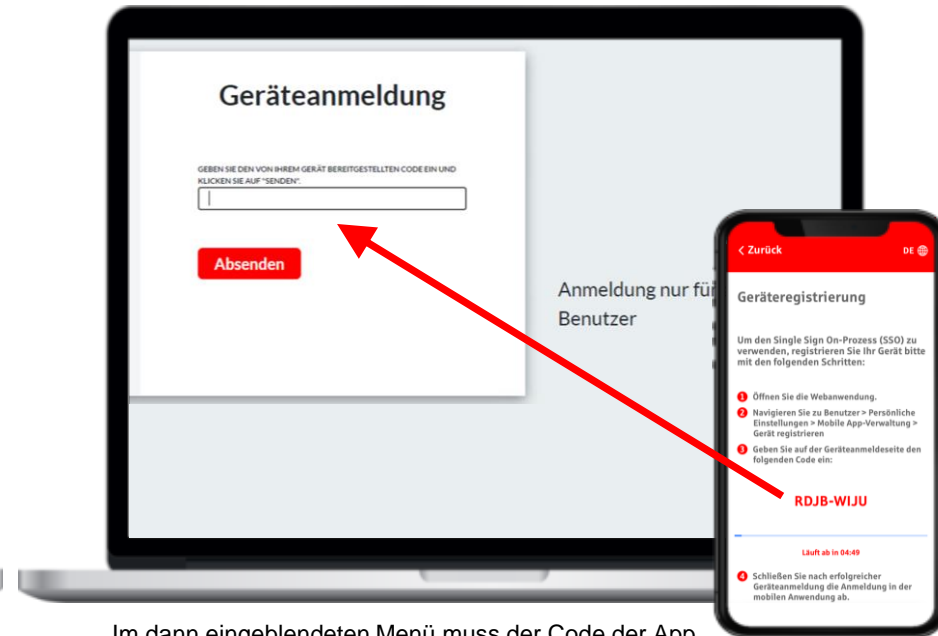 Geräteanmeldung
GEBEN SIE DEN VON IHREM GERÄT BEREITGESTELLTEN CODE EIN UND
KLICKEN SIE AUF "SENDEN".
Absenden
Anmeldung nur für
Benutzer
Zurück
DE
Geräteregistrierung
Um den Single Sign On-Prozess (SSO) zu
verwenden, registrieren Sie Ihr Gerät bitte
mit den folgenden Schritten:
1 Öffnen Sie die Webanwendung.
2 Navigieren Sie zu Benutzer > Persönliche
Einstellungen > Mobile App-Verwaltung >
Gerät registrieren
3 Geben Sie auf der Geräteanmeldeseite den
folgenden Code ein:
RDJB-WIJU
Läuft ab in 04:49
4 Schließen Sie nach erfolgreicher
Geräteanmeldung die Anmeldung in der
mobilen Anwendung ab.
Im dann eingeblendeten Menü muss der Code der App